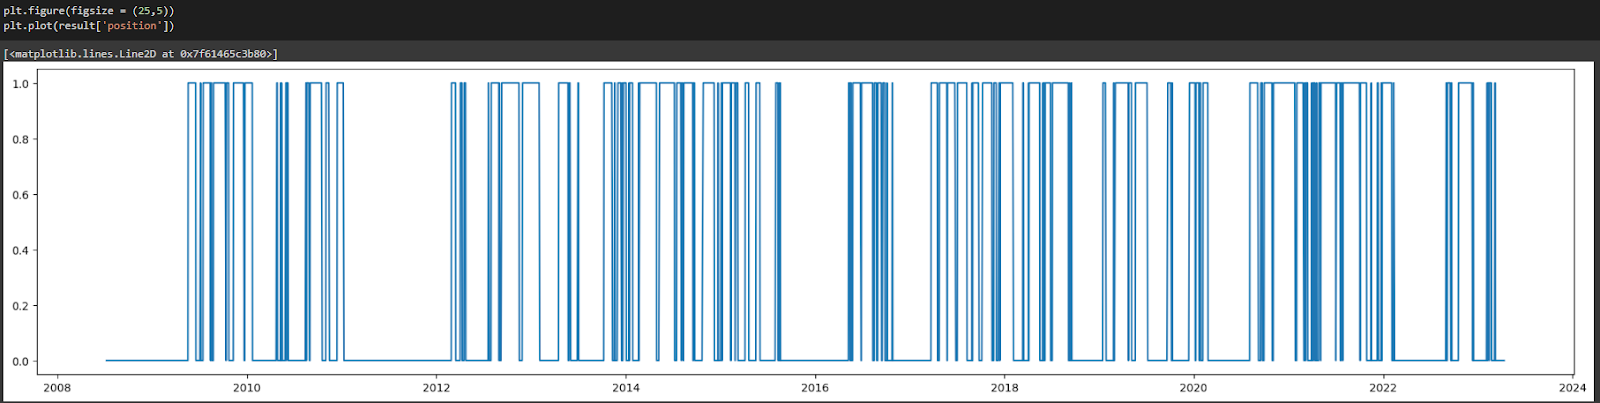 plt.figure(figsize = (25,5))
plt.plot(result['position'])
[<matplotlib.lines.Line2D at 0x7f61465c3b80>]
1.0
0.8
0.6
0.4
0.2
0.0
2008 2010 2012 2014 2016 2018 2020 2022 2024